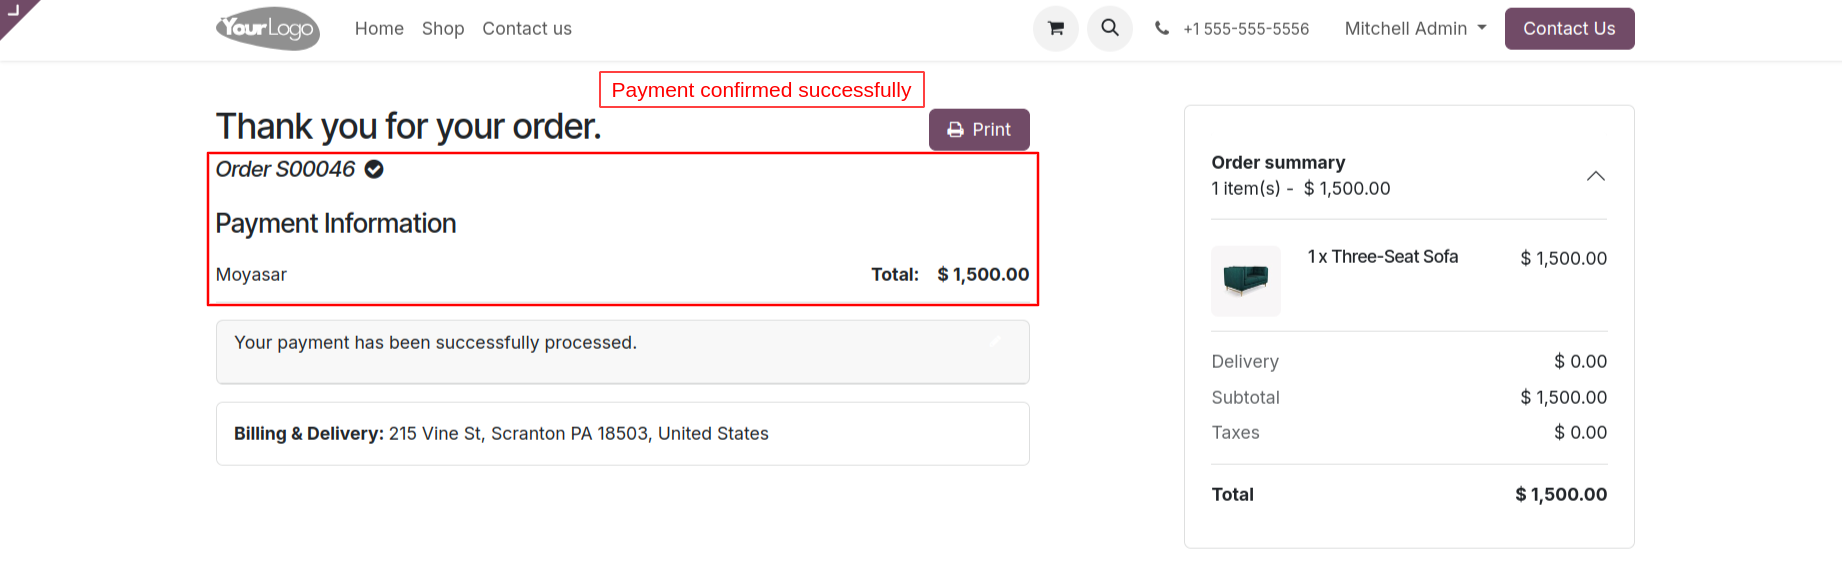 YourLogo
Home Shop Contact us
+1 555-555-5556
Mitchell Admin
Contact Us
Payment confirmed successfully
Thank you for your order.
Print
Order S00046
Payment Information
Moyasar
Total: $ 1,500.00
Your payment has been successfully processed.
Billing & Delivery: 215 Vine St, Scranton PA 18503, United States
Order summary
1 item(s) - $ 1,500.00
1 x Three-Seat Sofa $ 1,500.00
Delivery $ 0.00
Subtotal $ 1,500.00
Taxes $ 0.00
Total $ 1,500.00